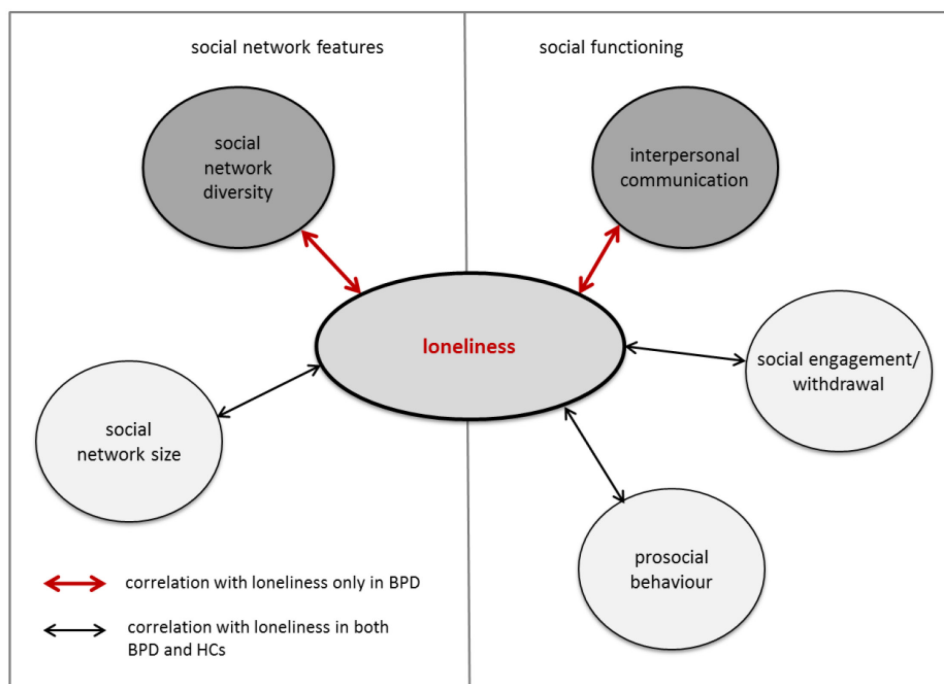 social network features
social functioning
social
network
diversity
interpersonal
communication
loneliness
social engagement/
withdrawal
social
network size
prosocial
behaviour
correlation with loneliness only in BPD
correlation with loneliness in both
BPD and HCs